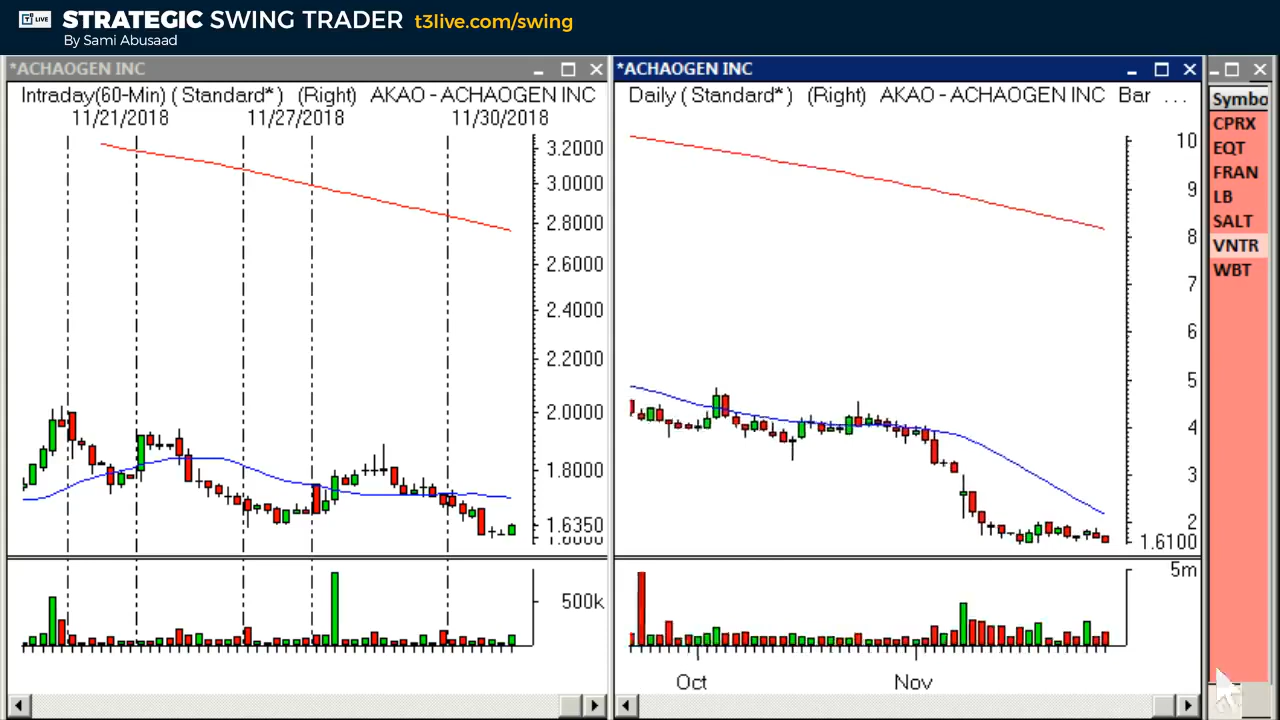 LIVE STRATEGIC SWING TRADER t3live.com/swing
By Sami Abusaad
*ACHAOGEN INC
Intraday(60-Min) (Standard*) (Right) AKAO - ACHAOGEN INC
11/21/2018 11/27/2018 11/30/2018
3.2000
3.0000
2.8000
2.6000
2.4000
2.2000
2.0000
1.8000
1.6350
500k
*ACHAOGEN INC
Daily (Standard*) (Right) AKAO - ACHAOGEN INC Bar ...
10
9
8
7
6
5
4
3
2
1.6100
5m
Oct Nov
Symbo
CPRX
EQT
FRAN
LB
SALT
VNTR
WBT